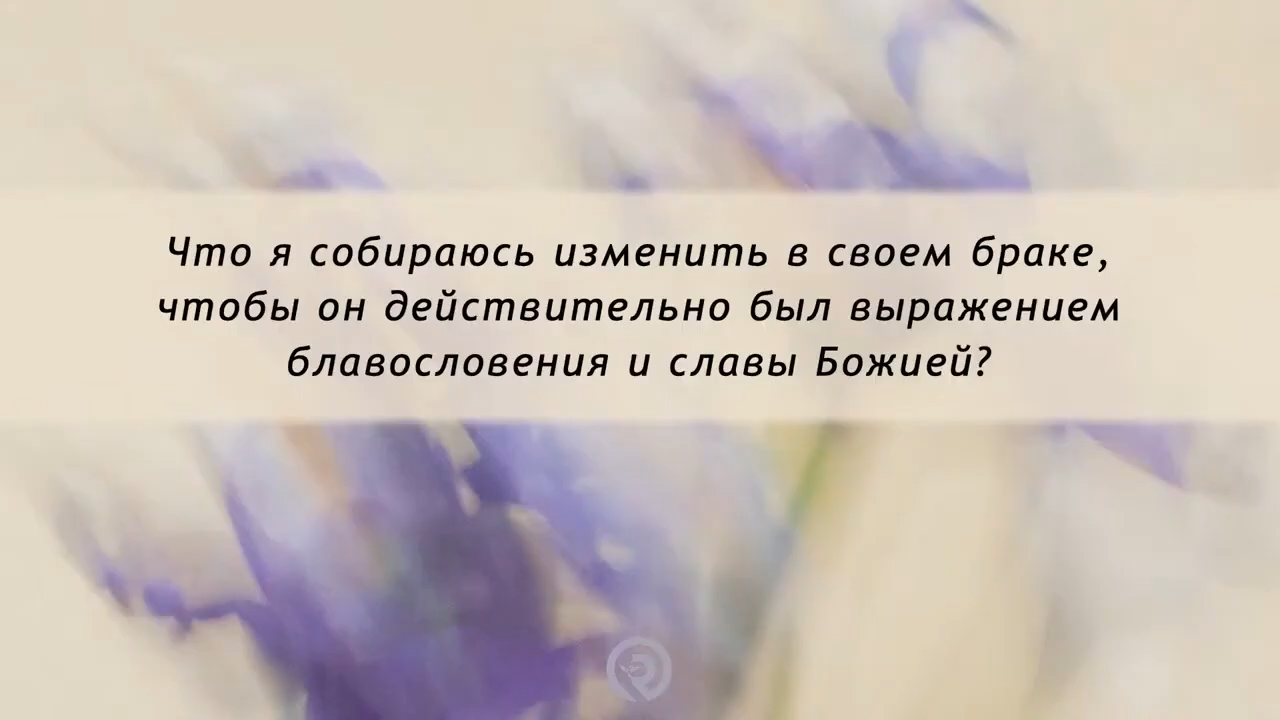 Что я собираюсь изменить в своем браке,
чтобы он действительно был выражением
блавословения и славы Божией?